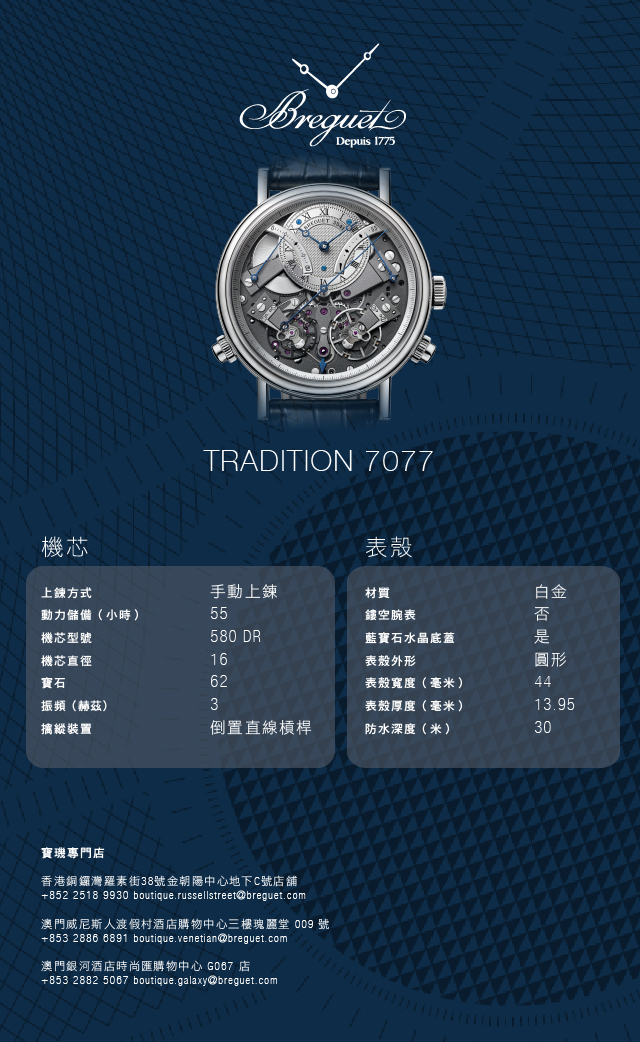 Breguet
Depuis 1775
TRADITION 7077
機芯
上鍊方式 手動上鍊
動力儲備（小時） 55
機芯型號 580 DR
機芯直徑 16
寶石 62
振頻（赫茲） 3
擒縱裝置 倒置直線槓桿
表殼
材質 白金
鏤空腕表 否
藍寶石水晶底蓋 是
表殼外形 圓形
表殼寬度（毫米） 44
表殼厚度（毫米） 13.95
防水深度（米） 30
寶璣專門店
香港銅鑼灣羅素街38號金朝陽中心地下C號店舖
+852 2518 9930 boutique.russellstreet@breguet.com
澳門威尼斯人渡假村酒店購物中心三樓瑰麗堂 009 號
+853 2886 6891 boutique.venetian@breguet.com
澳門銀河酒店時尚匯購物中心 G067 店
+853 2882 5067 boutique.galaxy@breguet.com